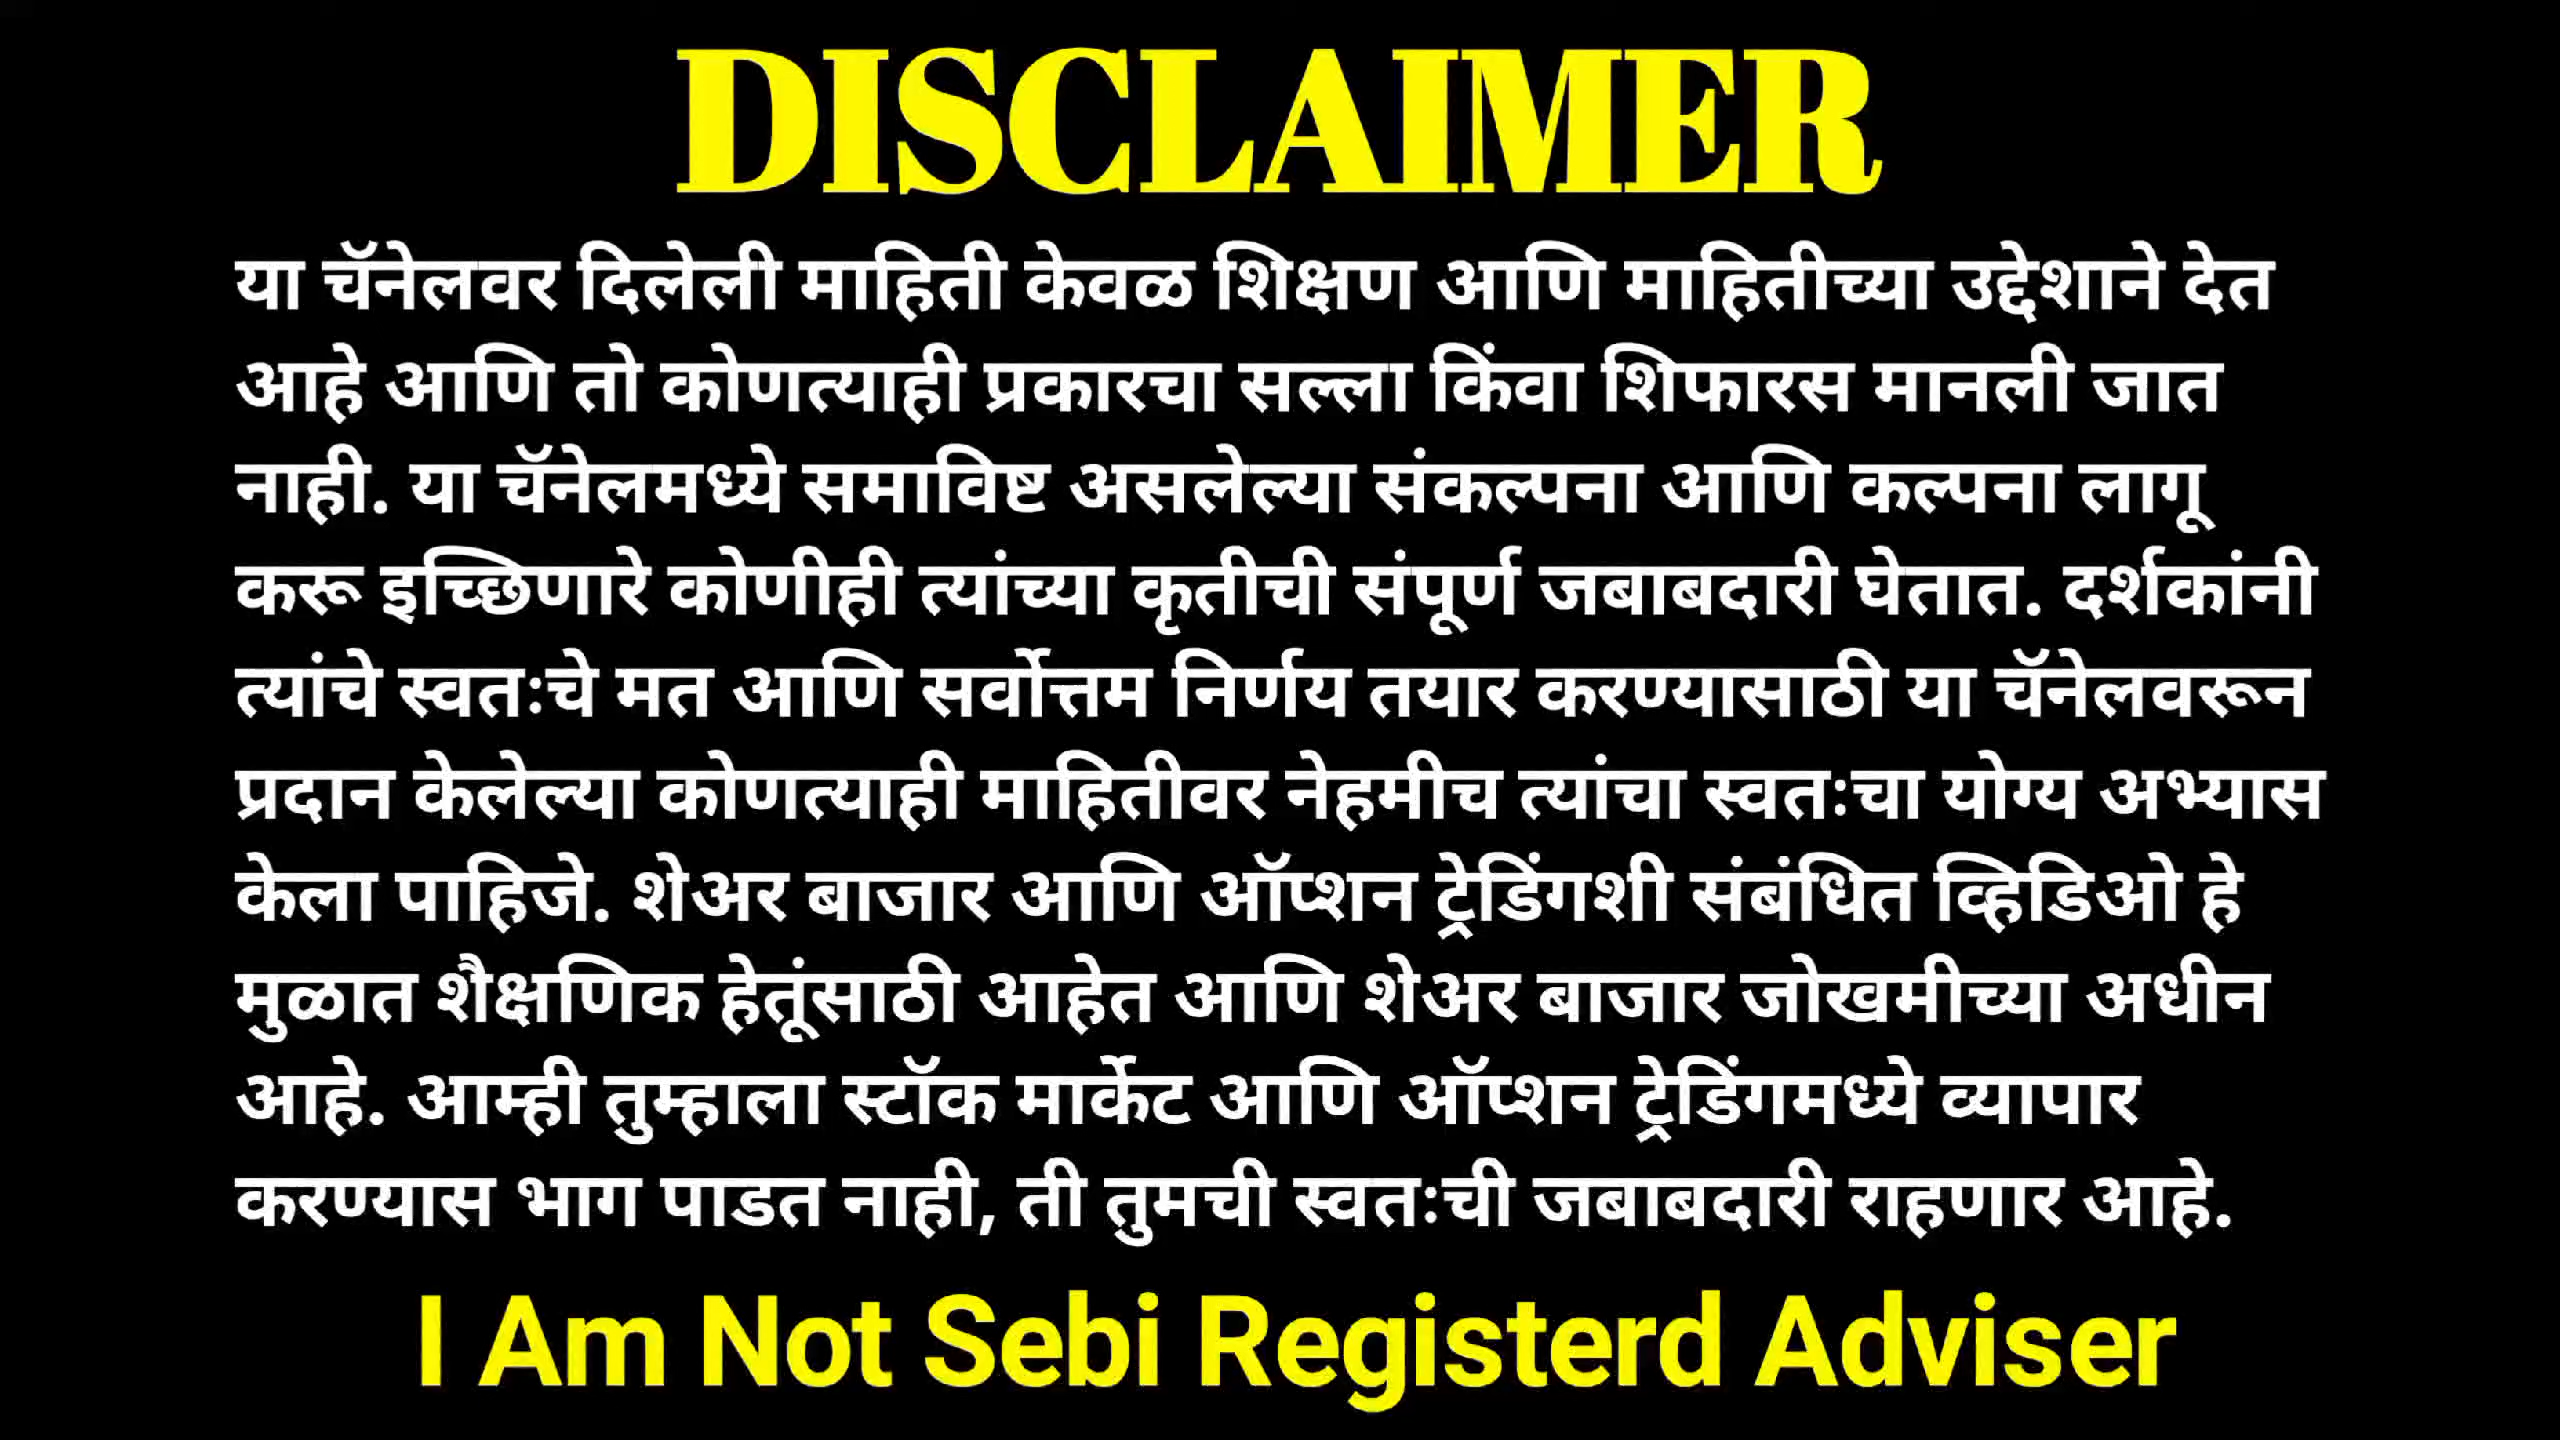 DISCLAIMER
या चॅनेलवर दिलेली माहिती केवळ शिक्षण आणि माहितीच्या उद्देशाने देत
आहे आणि तो कोणत्याही प्रकारचा सल्ला किंवा शिफारस मानली जात
नाही. या चॅनेलमध्ये समाविष्ट असलेल्या संकल्पना आणि कल्पना लागू
करू इच्छिणारे कोणीही त्यांच्या कृतीची संपूर्ण जबाबदारी घेतात. दर्शकांनी
त्यांचे स्वतःचे मत आणि सर्वोत्तम निर्णय तयार करण्यासाठी या चॅनेलवरून
प्रदान केलेल्या कोणत्याही माहितीवर नेहमीच त्यांचा स्वतःचा योग्य अभ्यास
केला पाहिजे. शेअर बाजार आणि ऑप्शन ट्रेडिंगशी संबंधित व्हिडिओ हे
मुळात शैक्षणिक हेतूंसाठी आहेत आणि शेअर बाजार जोखमीच्या अधीन
आहे. आम्ही तुम्हाला स्टॉक मार्केट आणि ऑप्शन ट्रेडिंगमध्ये व्यापार
करण्यास भाग पाडत नाही, ती तुमची स्वतःची जबाबदारी राहणार आहे.
I Am Not Sebi Registerd Adviser